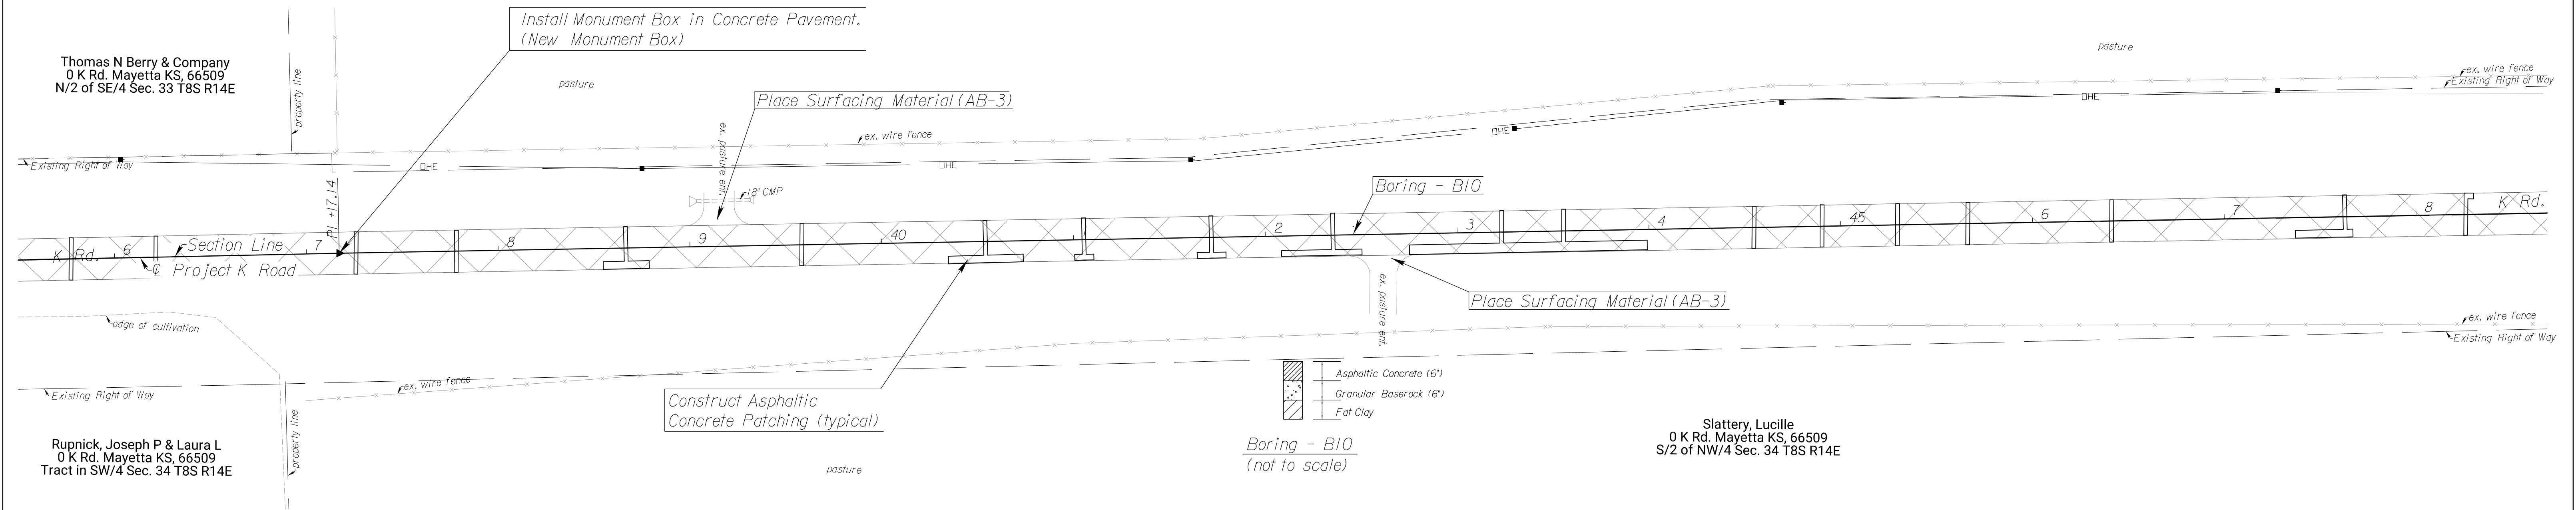 Install Monument Box in Concrete Pavement.
(New Monument Box)
Thomas N Berry & Company
0 K Rd. Mayetta KS, 66509
N/2 of SE/4 Sec. 33 T8S R14E
property line
pasture
pasture
Place Surfacing Material (AB-3)
ex. pasture ent.
ex. wire fence
ex. wire fence
Existing Right of Way
Existing Right of Way
□HE
□HE
□HE
□HE
PI +17.14
18" CMP
Boring - B10
K Rd.
6
Section Line
7
8
9
40
1
2
3
4
45
6
7
8
K Rd.
℄ Project K Road
Place Surfacing Material (AB-3)
ex. pasture ent.
edge of cultivation
ex. wire fence
Existing Right of Way
Existing Right of Way
ex. wire fence
property line
Construct Asphaltic
Concrete Patching (typical)
Asphaltic Concrete (6")
Granular Baserock (6")
Fat Clay
Boring - B10
(not to scale)
Rupnick, Joseph P & Laura L
0 K Rd. Mayetta KS, 66509
Tract in SW/4 Sec. 34 T8S R14E
pasture
Slattery, Lucille
0 K Rd. Mayetta KS, 66509
S/2 of NW/4 Sec. 34 T8S R14E